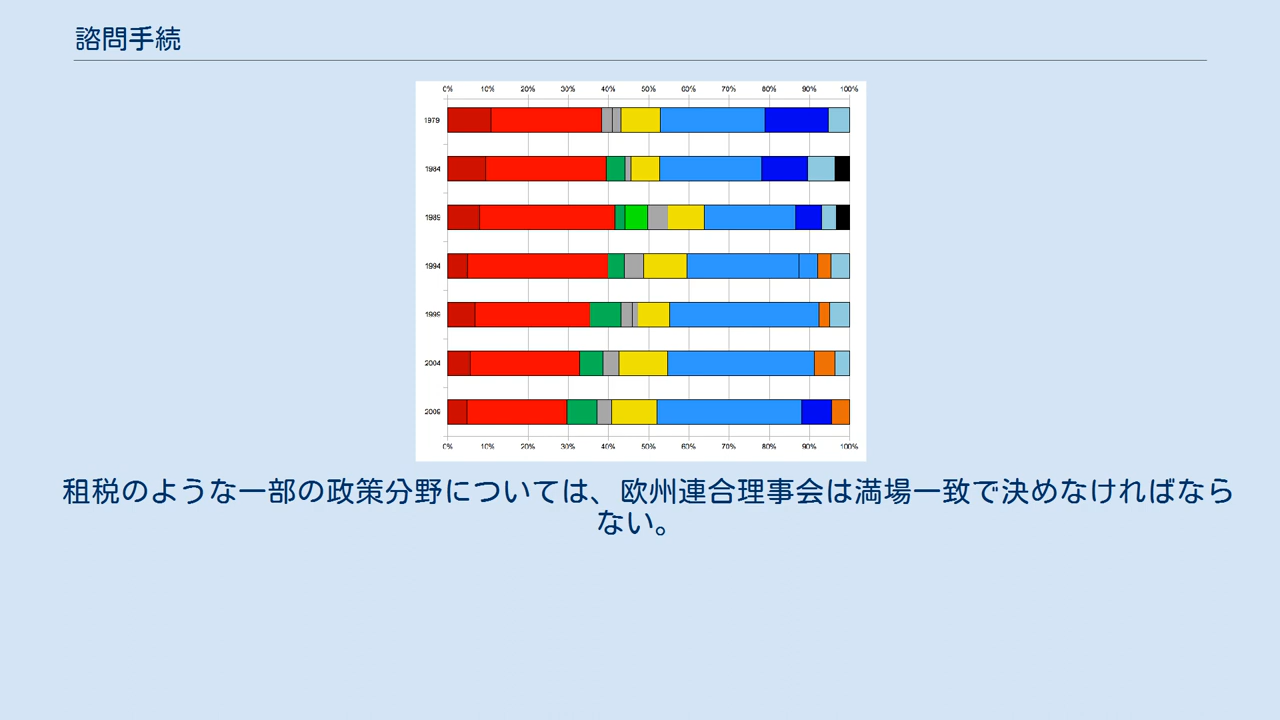 諮問手続
0% 10% 20% 30% 40% 50% 60% 70% 80% 90% 100%
1979
1984
1989
1994
1999
2004
2009
0% 10% 20% 30% 40% 50% 60% 70% 80% 90% 100%
租税のような一部の政策分野については、欧州連合理事会は満場一致で決めなければなら
ない。